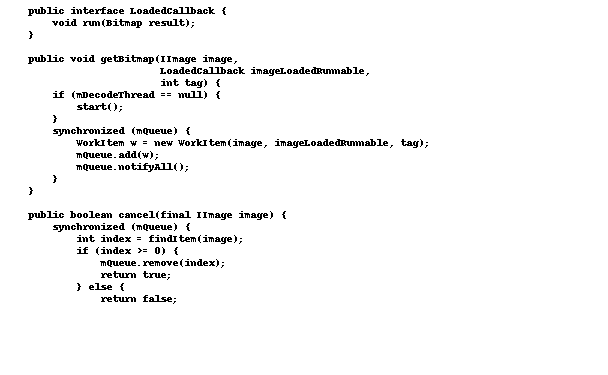 public interface LoadedCallback {
    void run(Bitmap result);
}

public void getBitmap(IImage image,
                      LoadedCallback imageLoadedRunnable,
                      int tag) {
    if (mDecodeThread == null) {
        start();
    }
    synchronized (mQueue) {
        WorkItem w = new WorkItem(image, imageLoadedRunnable, tag);
        mQueue.add(w);
        mQueue.notifyAll();
    }
}

public boolean cancel(final IImage image) {
    synchronized (mQueue) {
        int index = findItem(image);
        if (index >= 0) {
            mQueue.remove(index);
            return true;
        } else {
            return false;